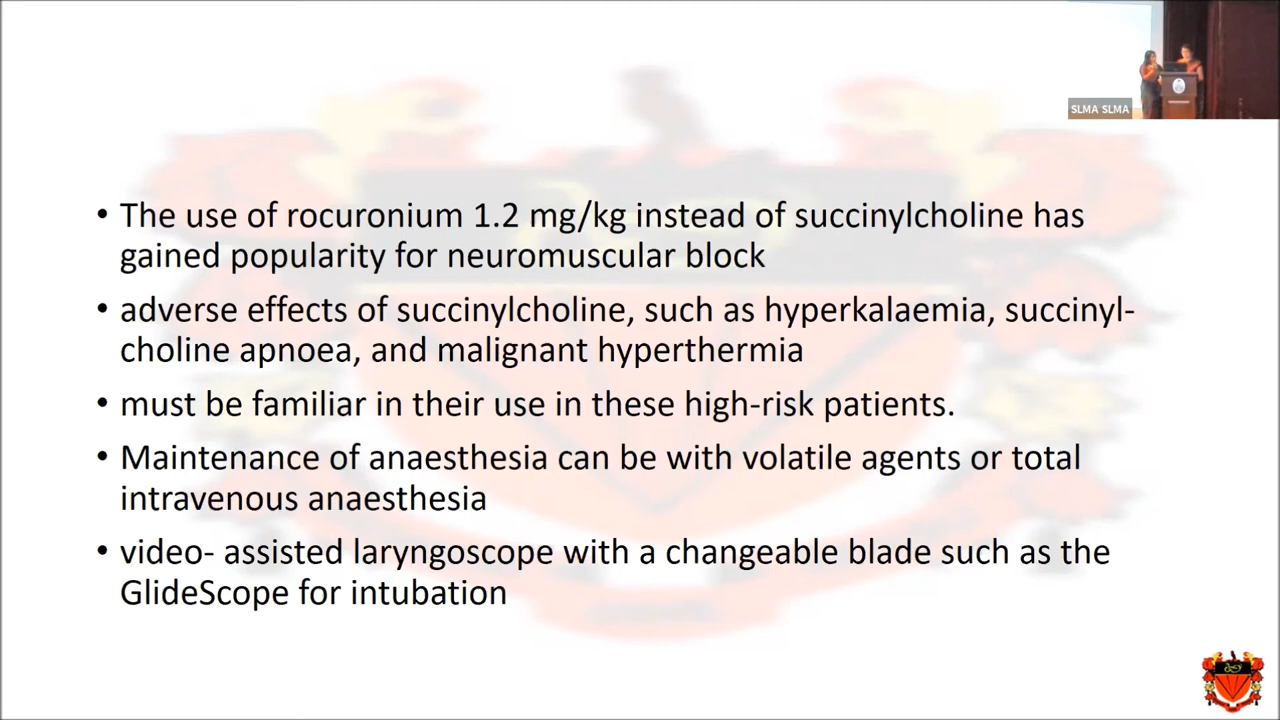 SLMA SLMA
• The use of rocuronium 1.2 mg/kg instead of succinylcholine has
gained popularity for neuromuscular block
• adverse effects of succinylcholine, such as hyperkalaemia, succinyl-
choline apnoea, and malignant hyperthermia
• must be familiar in their use in these high-risk patients.
• Maintenance of anaesthesia can be with volatile agents or total
intravenous anaesthesia
• video- assisted laryngoscope with a changeable blade such as the
GlideScope for intubation